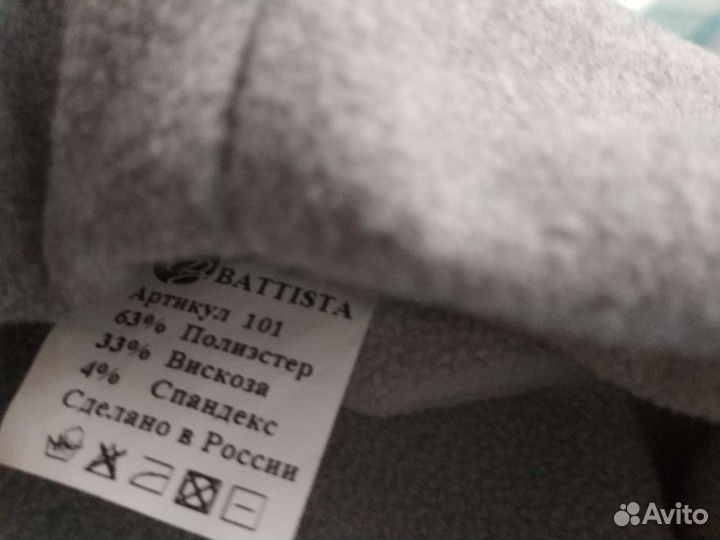 BATTISTA
Артикул 101
63% Полиэстер
33% Вискоза
4% Спандекс
Сделано в России
Avito